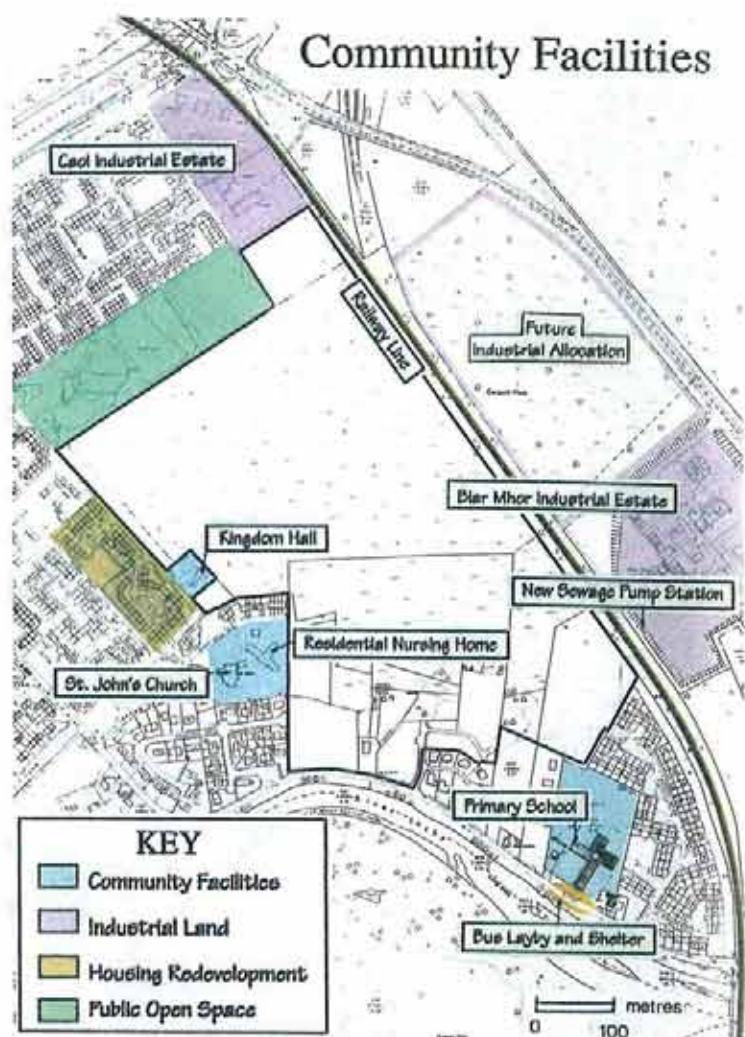 Community Facilities
Caol Industrial Estate
Railway Line
Future
Industrial Allocation
Blar Mhor Industrial Estate
Kingdom Hall
New Sewage Pump Station
Residential Nursing Home
St. John's Church
Primary School
Bus Layby and Shelter
KEY
Community Facilities
Industrial Land
Housing Redevelopment
Public Open Space
metres
0 100